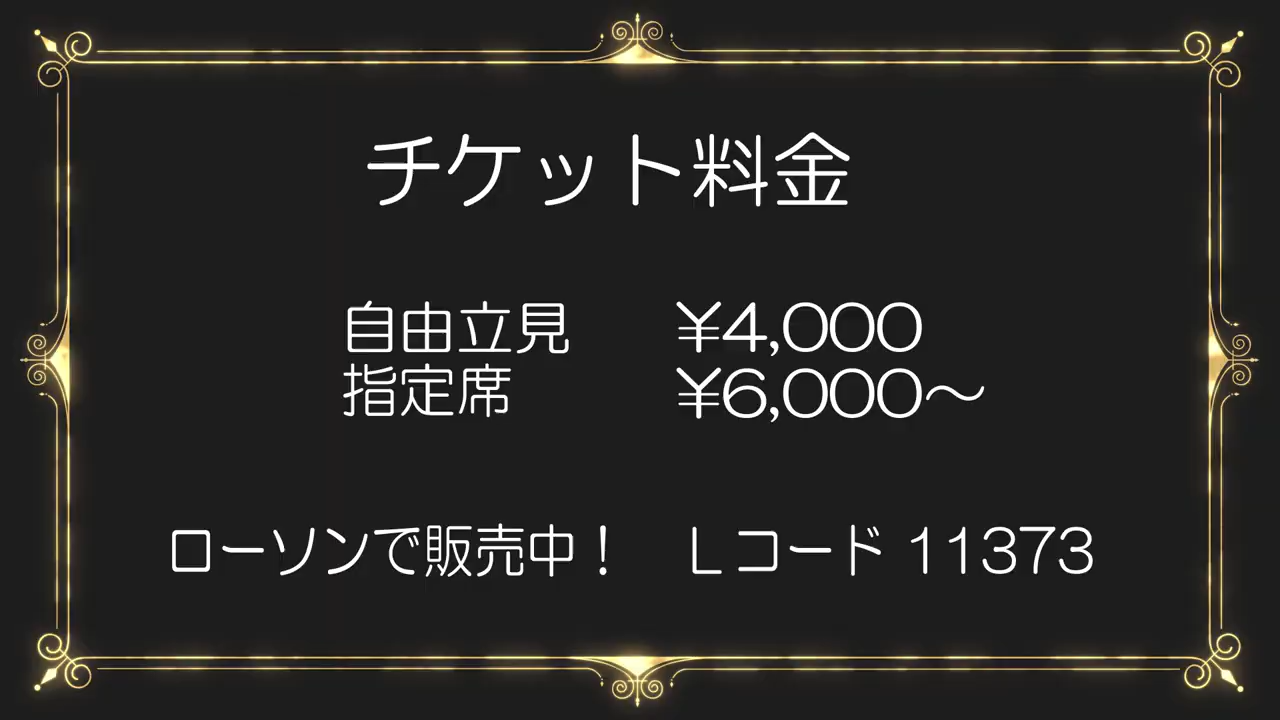 チケット料金
自由立見 ¥4,000
指定席 ¥6,000～
ローソンで販売中！ Lコード 11373